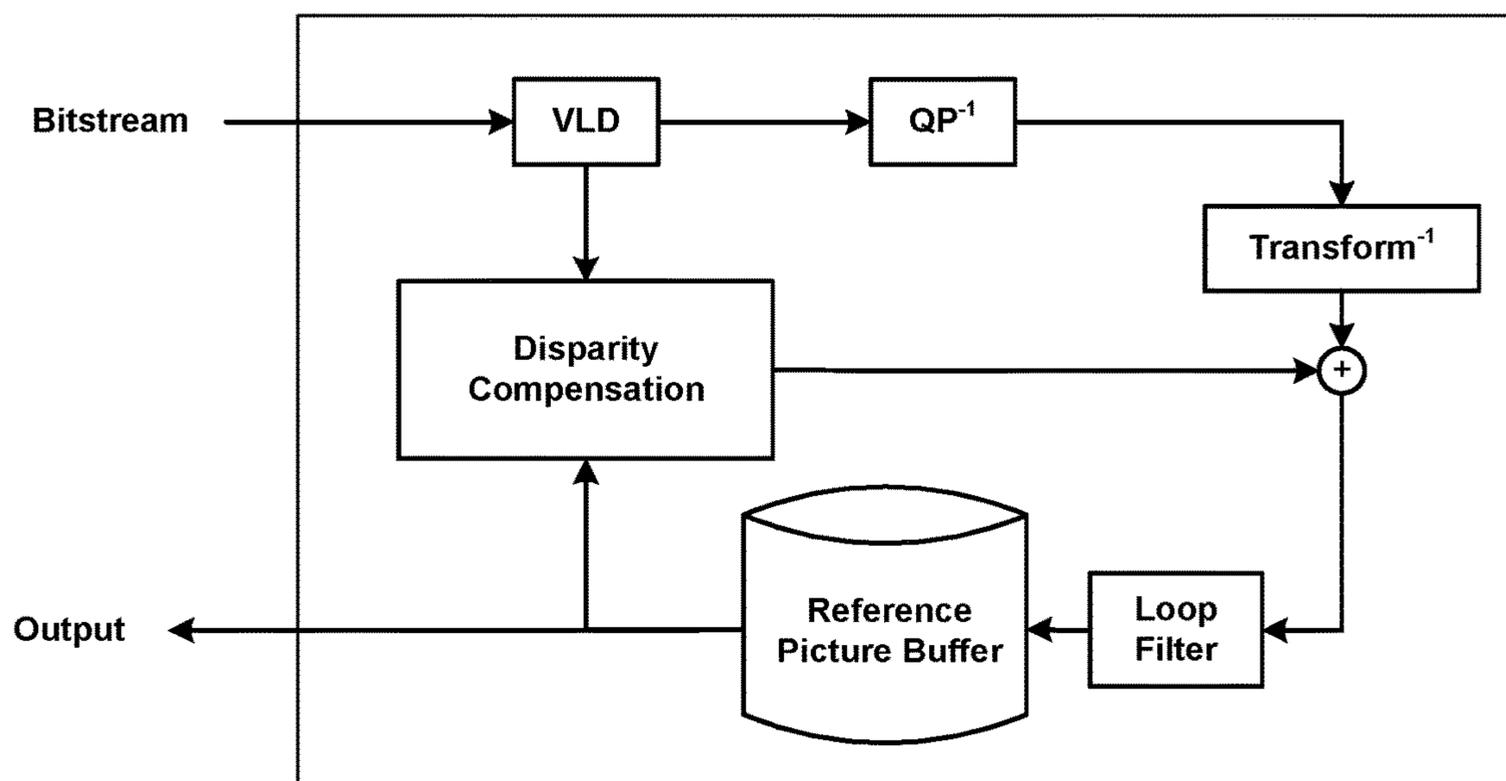 Bitstream
VLD
QP⁻¹
Transform⁻¹
Disparity
Compensation
+
Output
Reference
Picture Buffer
Loop
Filter